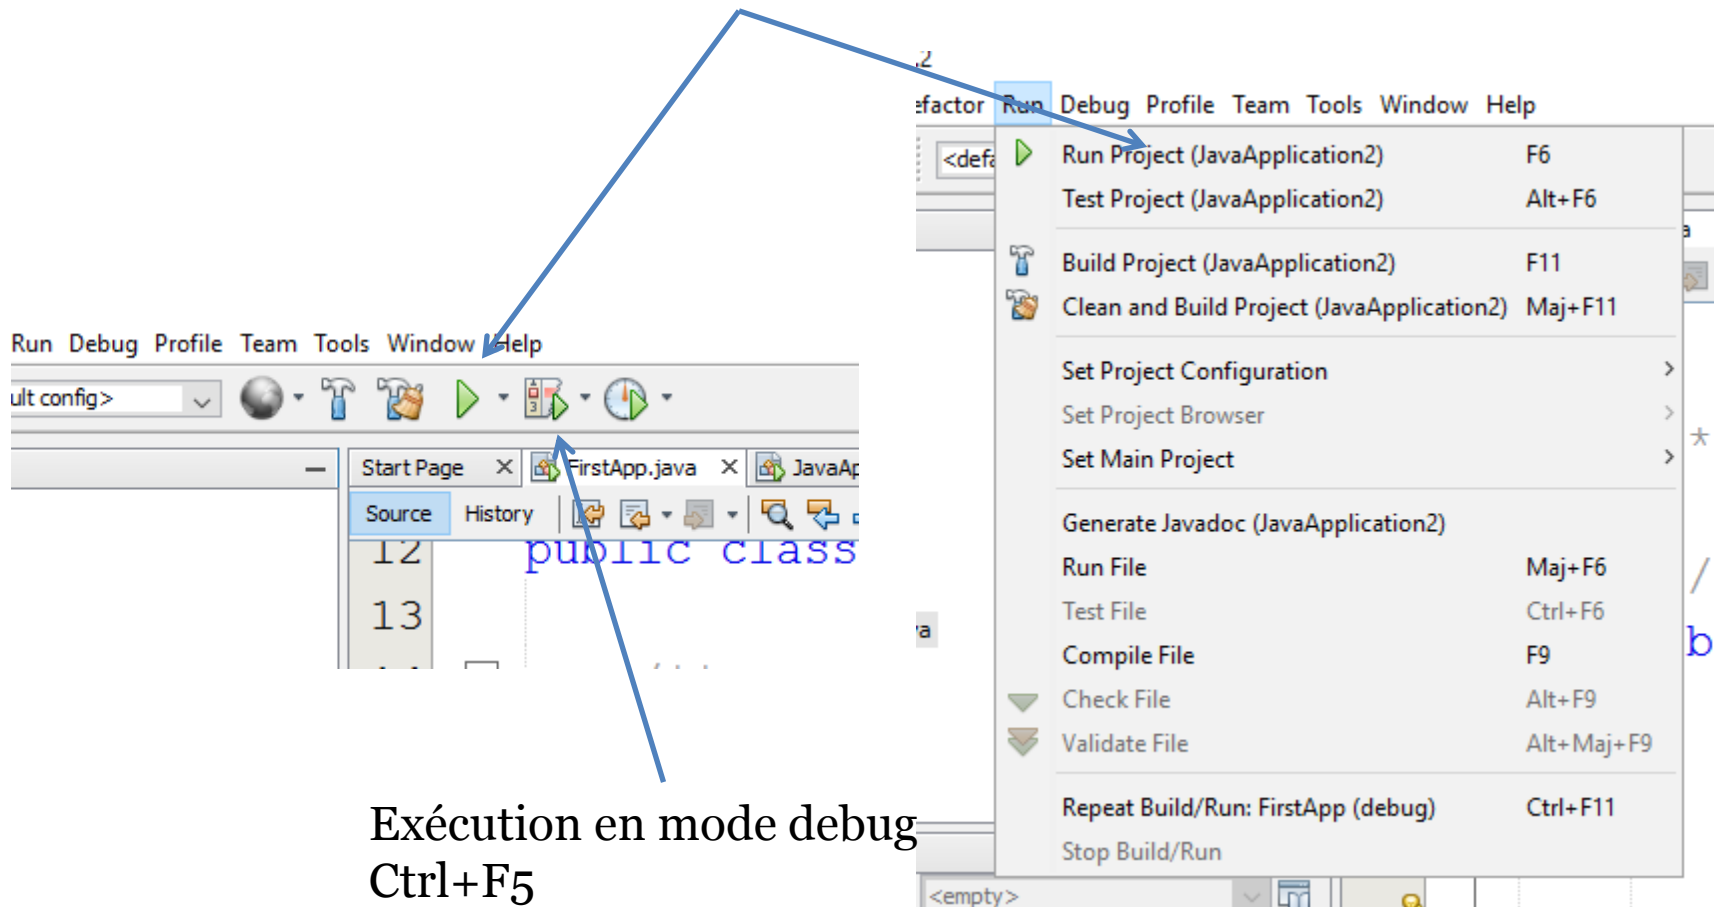 .2
efactor Run Debug Profile Team Tools Window Help
<defa
Run Project (JavaApplication2) F6
Test Project (JavaApplication2) Alt+F6
a
Build Project (JavaApplication2) F11
Clean and Build Project (JavaApplication2) Maj+F11
Set Project Configuration
Set Project Browser
*
Set Main Project
Generate Javadoc (JavaApplication2)
Run File Maj+F6
/
Test File Ctrl+F6
va
b
Compile File F9
Check File Alt+F9
Validate File Alt+Maj+F9
Repeat Build/Run: FirstApp (debug) Ctrl+F11
Stop Build/Run
<empty>
Run Debug Profile Team Tools Window Help
ult config>
Start Page FirstApp.java JavaAp
Source History
12 public class
13
Exécution en mode debug
Ctrl+F5